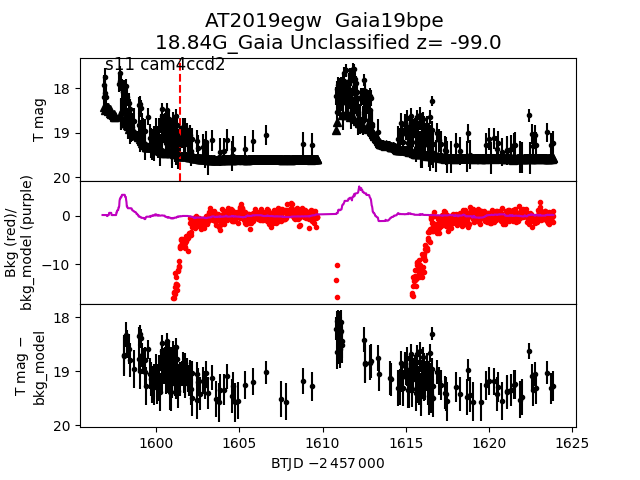 AT2019egw  Gaia19bpe
18.84G_Gaia Unclassified z= -99.0
s11 cam4ccd2
18
19
20
T mag
0
−10
Bkg (red)/
bkg_model (purple)
18
19
20
T mag −
bkg_model
1600
1605
1610
1615
1620
1625
BTJD −2 457 000